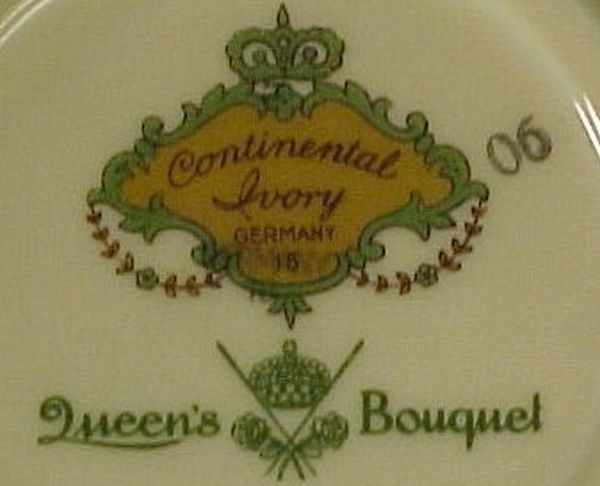 Continental
Ivory
GERMANY
18
06
Queen's Bouquet